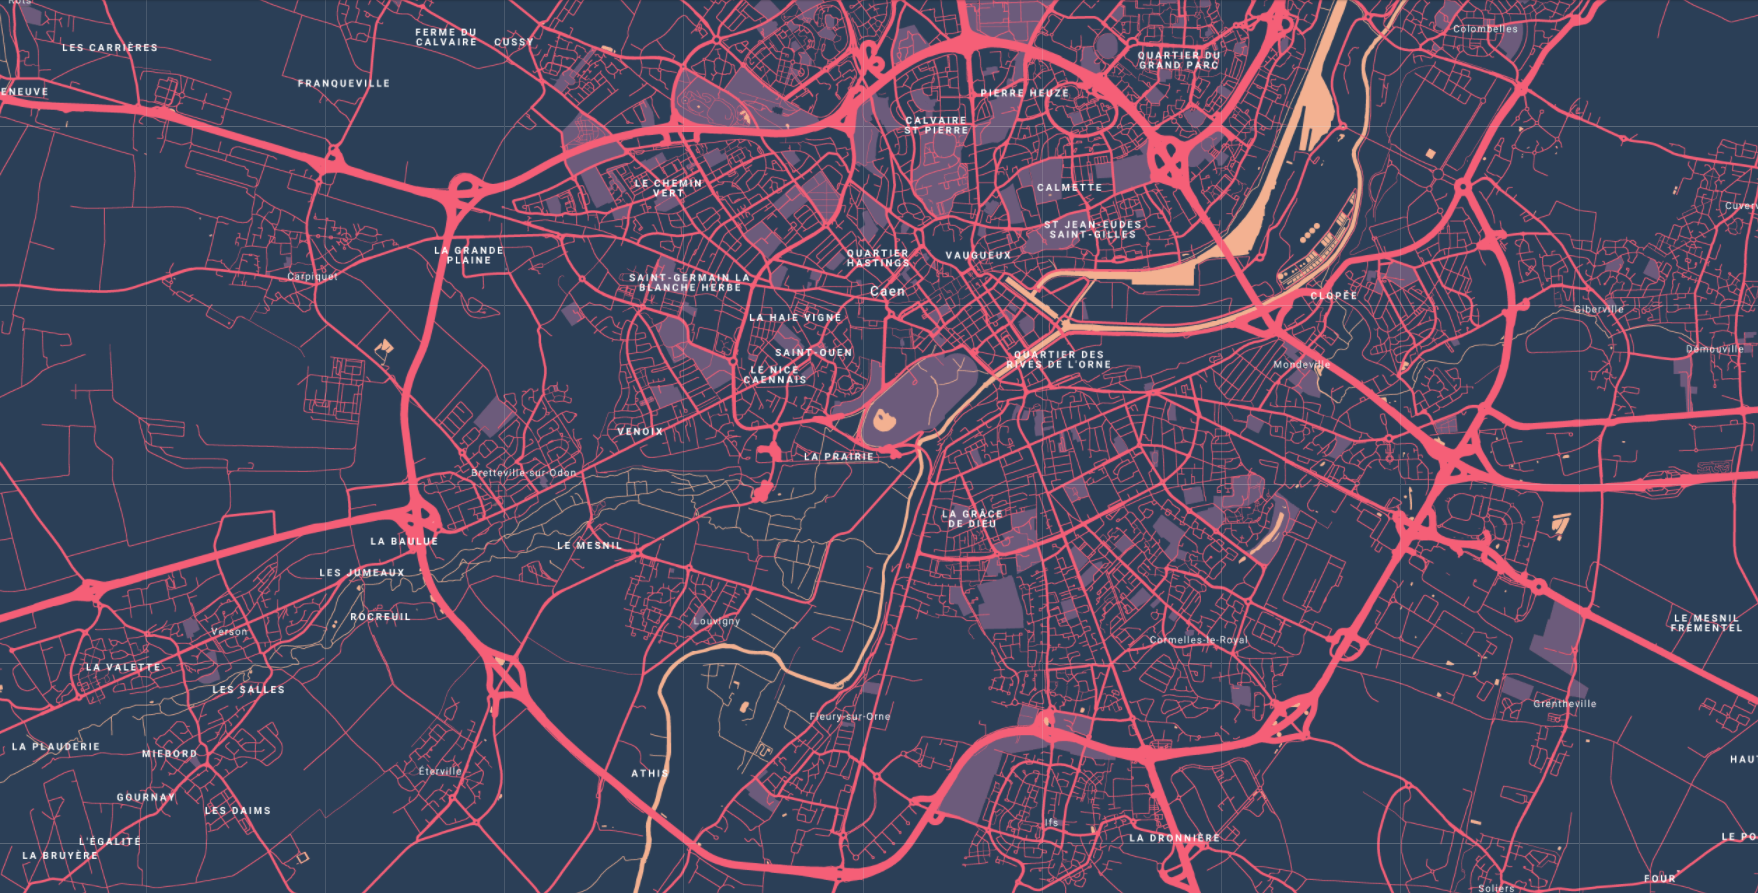 Colombelles
FERME DU
CALVAIRE
CUSSY
LES CARRIÈRES
QUARTIER DU
GRAND PARC
FRANQUEVILLE
ENEUVE
PIERRE HEUZÉ
CALVAIRE
ST PIERRE
LE CHEMIN
VERT
CALMETTE
Cuverv
ST JEAN-EUDES
SAINT-GILLES
LA GRANDE
PLAINE
QUARTIER
HASTINGS
VAUGUEUX
Carpiquet
SAINT-GERMAIN LA
BLANCHE HERBE
Caen
CLOPÉE
Giberville
LA HAIE VIGNÉ
Démouville
SAINT-OUEN
QUARTIER DES
RIVES DE L'ORNE
Mondeville
LE NICE
CAENNAIS
VENOIX
LA PRAIRIE
Bretteville-sur-Odon
LA GRÂCE
DE DIEU
LA BAULUE
LE MESNIL
LES JUMEAUX
ROCREUIL
Louvigny
LE MESNIL
FRÉMENTEL
Verson
Cormelles-le-Royal
LA VALETTE
LES SALLES
Grentheville
Fleury-sur-Orne
LA PLAUDERIE
MIEBORD
HAU
Éterville
ATHIS
GOURNAY
LES DAIMS
Ifs
LA DRONNIÈRE
LE PO
L'ÉGALITÉ
LA BRUYÈRE
FOUR
Soliers